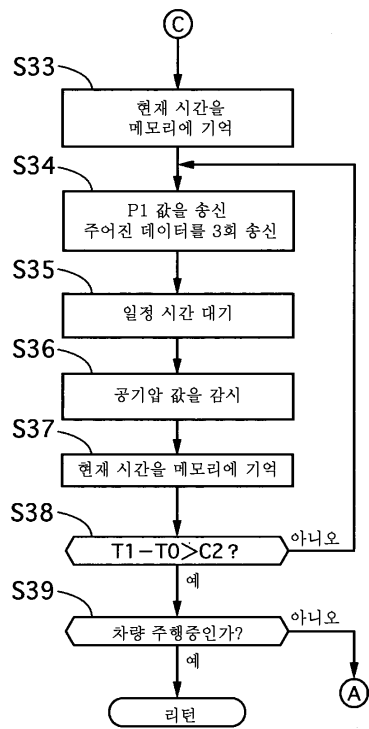 C
S33
현재 시간을
메모리에 기억
S34
P1 값을 송신
주어진 데이터를 3회 송신
S35
일정 시간 대기
S36
공기압 값을 감시
S37
현재 시간을 메모리에 기억
S38
T1-T0>C2?
아니오
예
S39
차량 주행중인가?
아니오
예
A
리턴